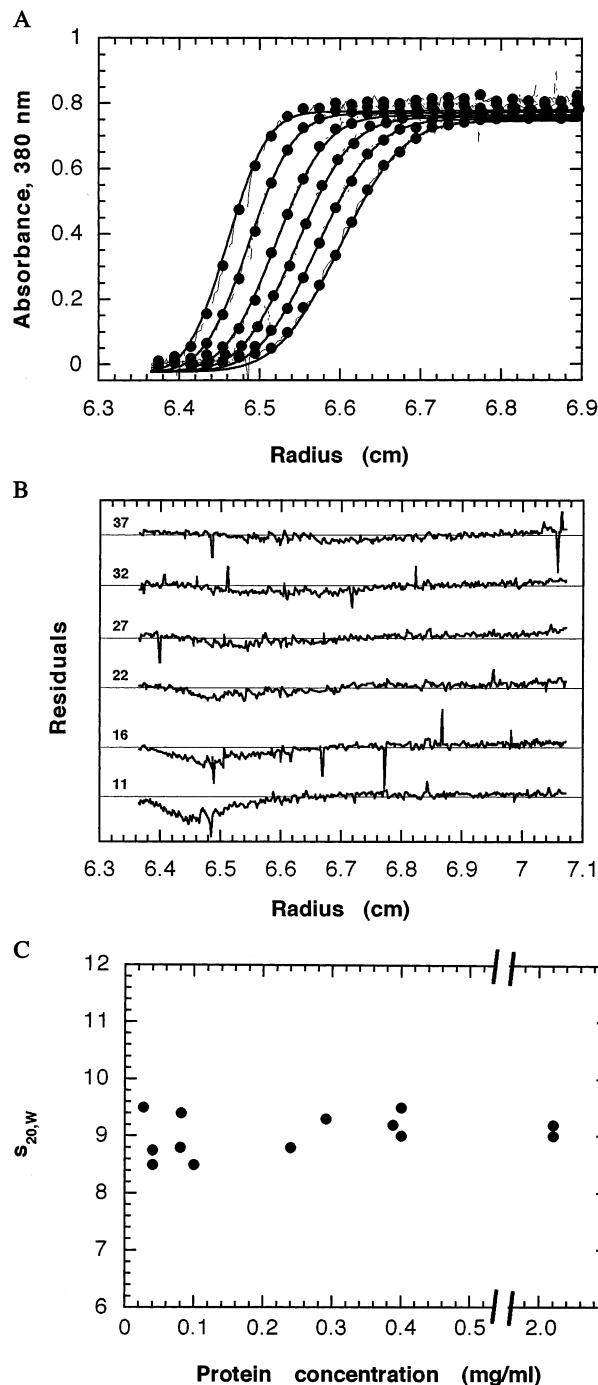 A
Absorbance, 380 nm
1
0.8
0.6
0.4
0.2
0
6.3 6.4 6.5 6.6 6.7 6.8 6.9
Radius (cm)
B
Residuals
37
32
27
22
16
11
6.3 6.4 6.5 6.6 6.7 6.8 6.9 7 7.1
Radius (cm)
C
S20,W
12
11
10
9
8
7
6
0 0.1 0.2 0.3 0.4 0.5 2.0
Protein concentration (mg/ml)